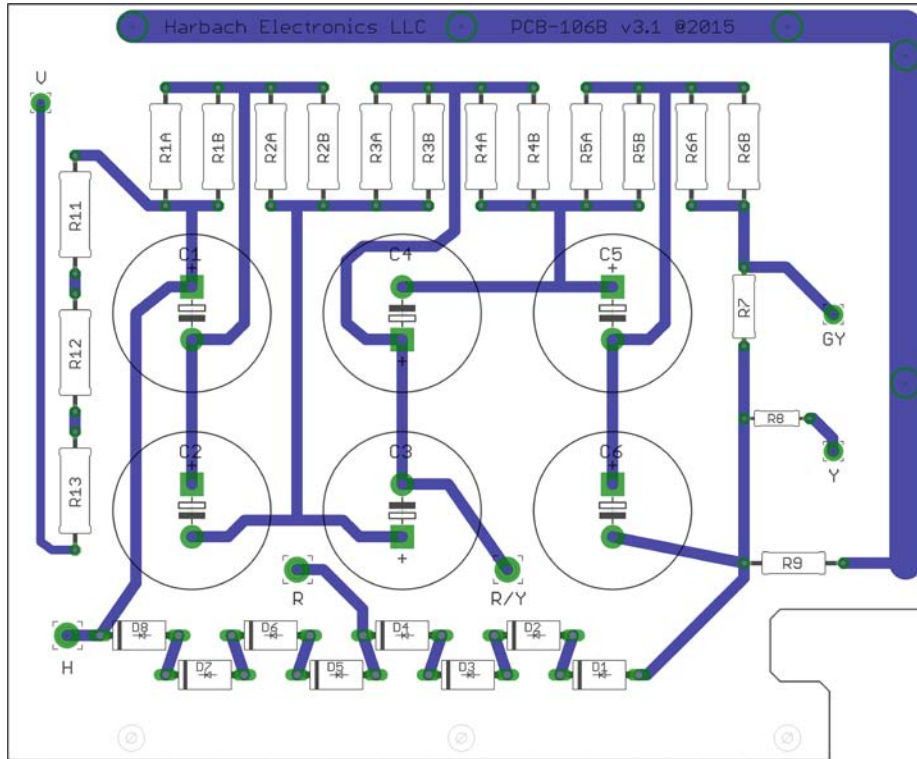 Harbach Electronics LLC PCB-106B v3.1 @2015
V
R1A R1B R2A R2B R3A R3B R4A R4B R5A R5B R6A R6B
R11
C1 C4 C5
+ +
R7
R12
GY
+
R8
C2 C3 C6
Y
+ +
R13
+
R9
R R/Y
D8 D6 D4 D2
H
D7 D5 D3 D1